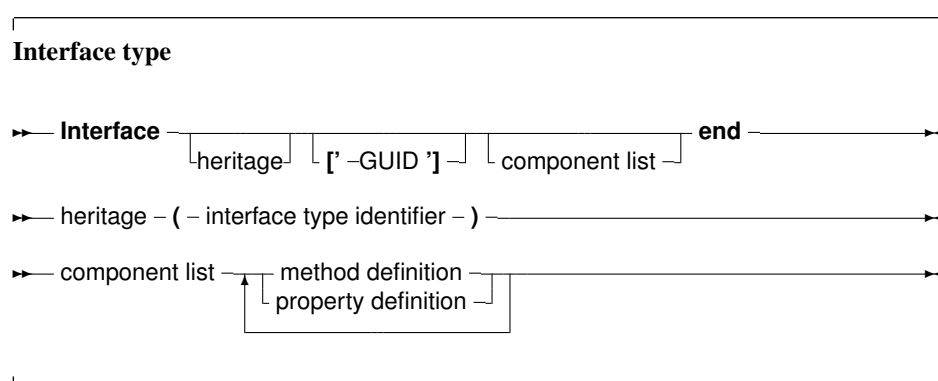 Interface type
Interface end
heritage [' GUID '] component list
heritage ( interface type identifier )
component list method definition
property definition